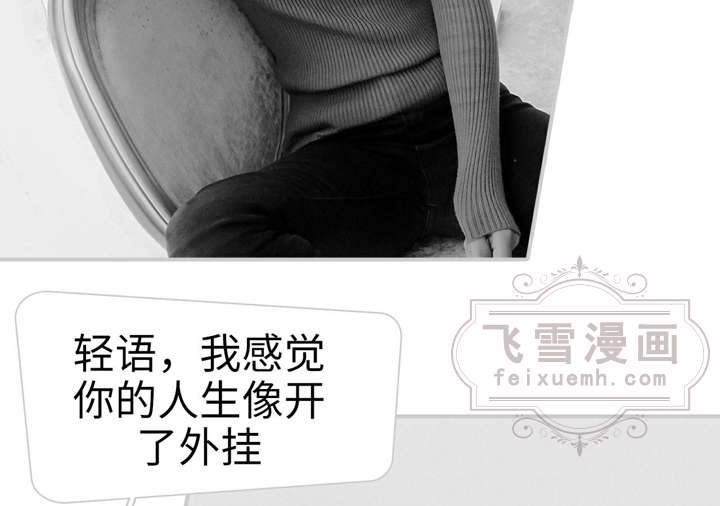 飞雪漫画
feixuemh.com
轻语，我感觉
你的人生像开
了外挂